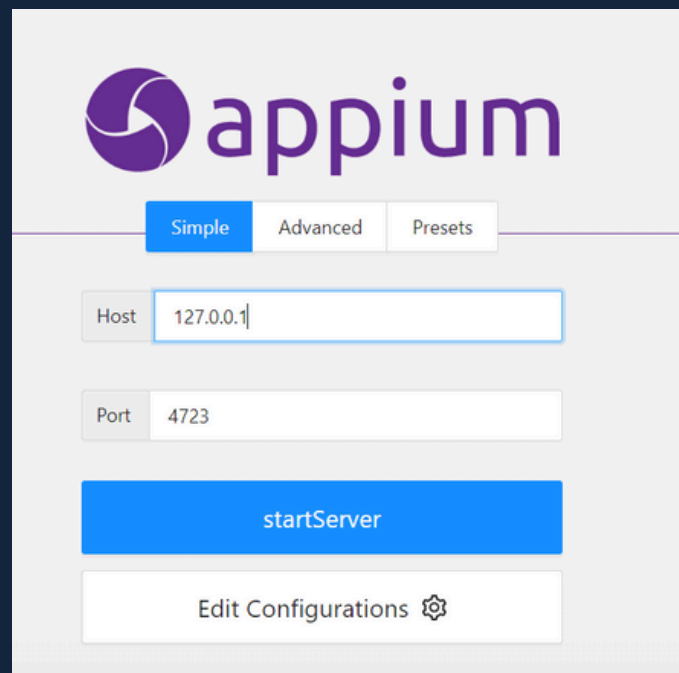 appium
Simple Advanced Presets
Host 127.0.0.1
Port 4723
startServer
Edit Configurations